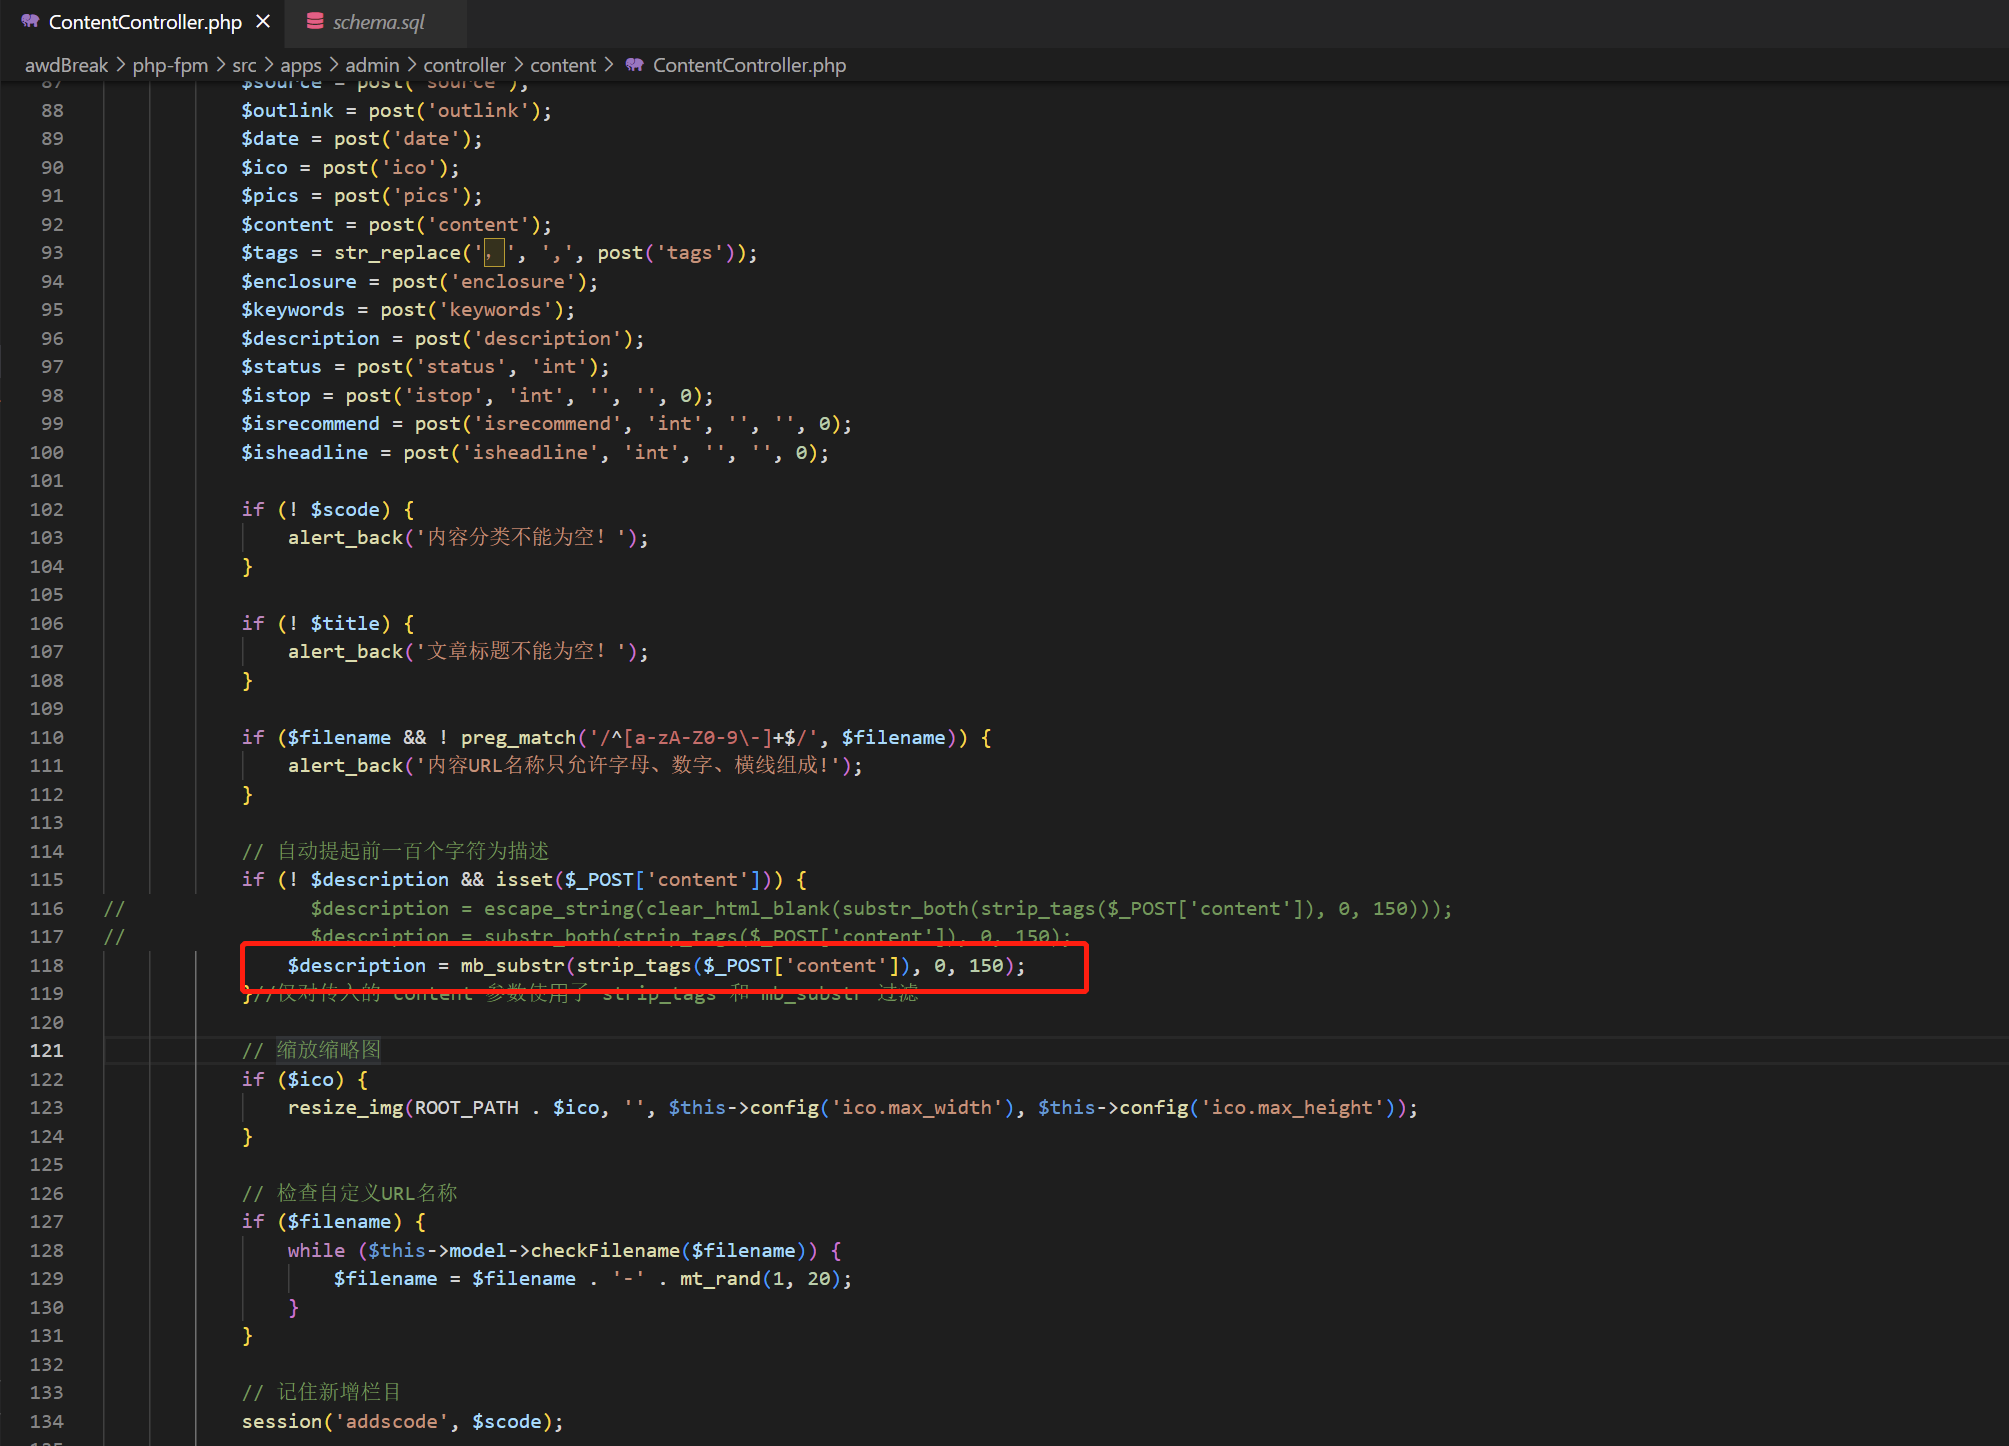 ContentController.php
schema.sql
awdBreak > php-fpm > src > apps > admin > controller > content > ContentController.php
87 $source = post('source');
88 $outlink = post('outlink');
89 $date = post('date');
90 $ico = post('ico');
91 $pics = post('pics');
92 $content = post('content');
93 $tags = str_replace('，', ',', post('tags'));
94 $enclosure = post('enclosure');
95 $keywords = post('keywords');
96 $description = post('description');
97 $status = post('status', 'int');
98 $istop = post('istop', 'int', '', '', 0);
99 $isrecommend = post('isrecommend', 'int', '', '', 0);
100 $isheadline = post('isheadline', 'int', '', '', 0);
101
102 if (! $scode) {
103 alert_back('内容分类不能为空！');
104 }
105
106 if (! $title) {
107 alert_back('文章标题不能为空！');
108 }
109
110 if ($filename && ! preg_match('/^[a-zA-Z0-9\-]+$/', $filename)) {
111 alert_back('内容URL名称只允许字母、数字、横线组成!');
112 }
113
114 // 自动提起前一百个字符为描述
115 if (! $description && isset($_POST['content'])) {
116 // $description = escape_string(clear_html_blank(substr_both(strip_tags($_POST['content']), 0, 150)));
117 // $description = substr_both(strip_tags($_POST['content']), 0, 150);
118 $description = mb_substr(strip_tags($_POST['content']), 0, 150);
119 }//仅对传入的 content 参数使用了 strip_tags 和 mb_substr 过滤
120
121 // 缩放缩略图
122 if ($ico) {
123 resize_img(ROOT_PATH . $ico, '', $this->config('ico.max_width'), $this->config('ico.max_height'));
124 }
125
126 // 检查自定义URL名称
127 if ($filename) {
128 while ($this->model->checkFilename($filename)) {
129 $filename = $filename . '-' . mt_rand(1, 20);
130 }
131 }
132
133 // 记住新增栏目
134 session('addscode', $scode);